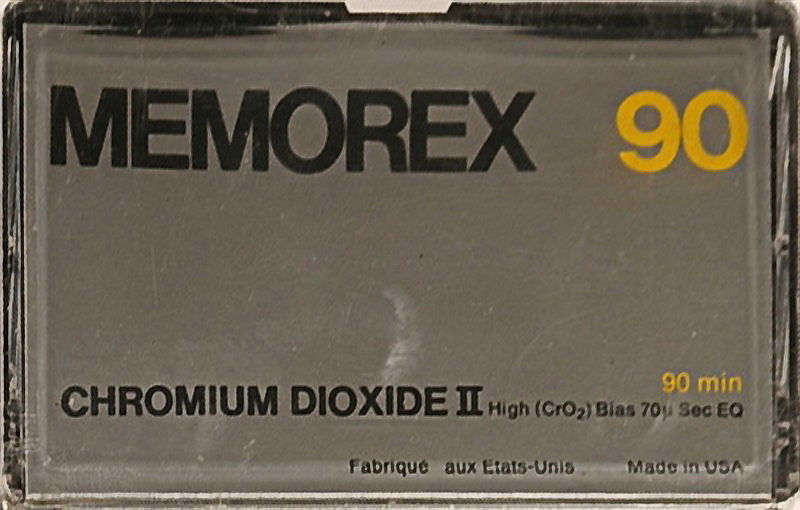 MEMOREX 90
90 min
CHROMIUM DIOXIDE II High (CrO₂) Bias 70µ Sec EQ
Fabriqué aux Etats-Unis Made in USA